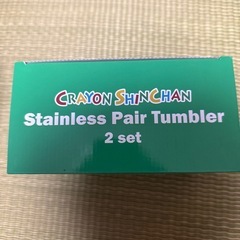 CRAYON SHINCHAN
Stainless Pair Tumbler
2 set